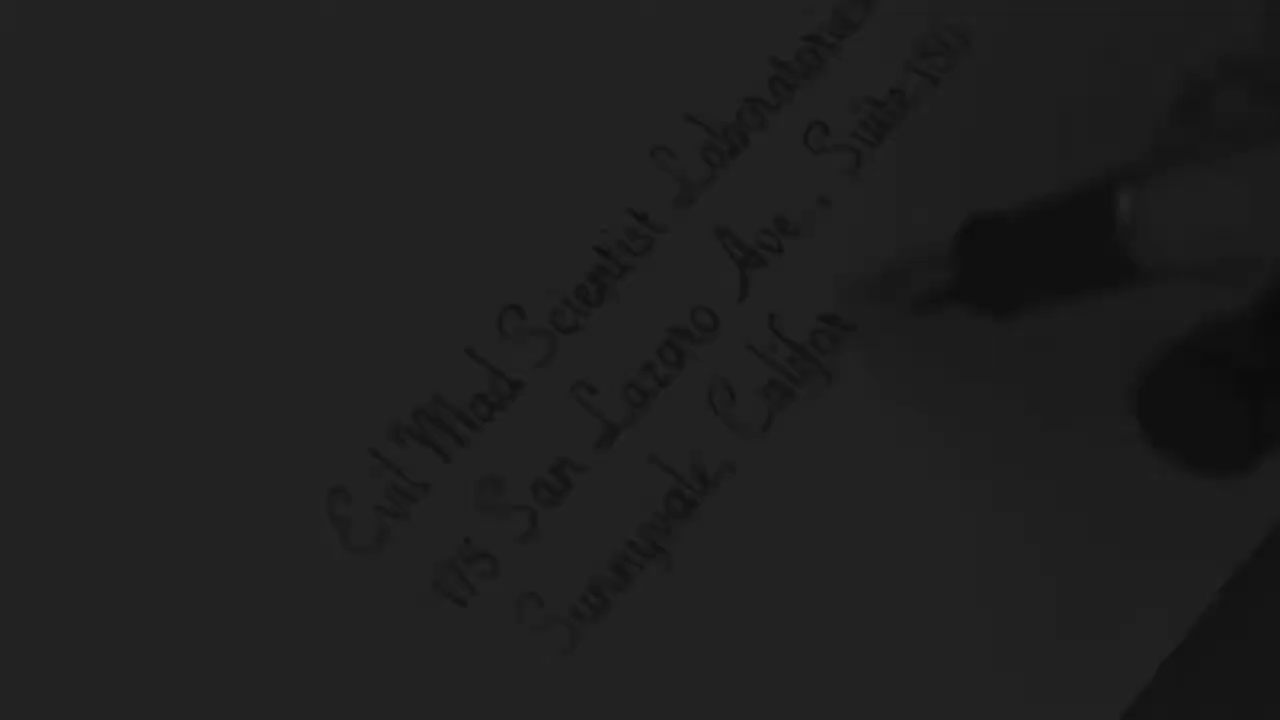 Evil Mad Scientist Laboratories
175 San Lazaro Ave., Suite 150
Sunnyvale, Califor